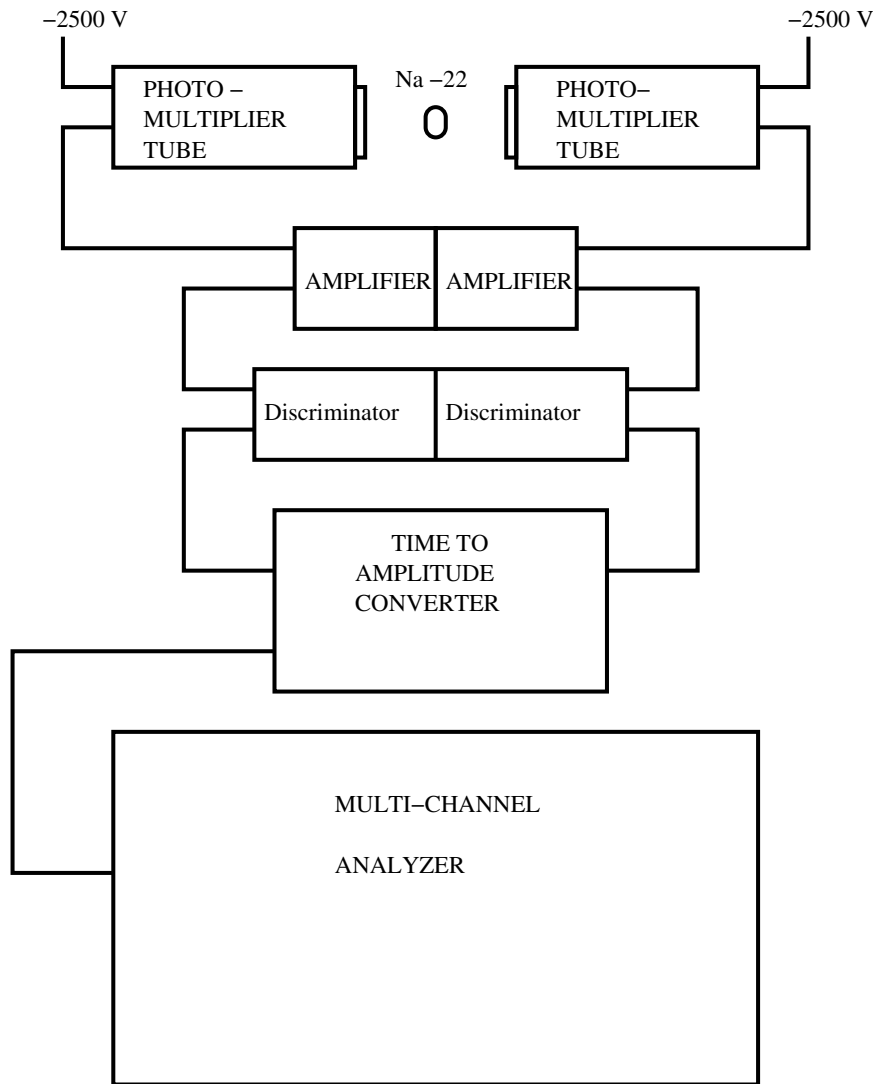 −2500 V
−2500 V
PHOTO −
MULTIPLIER
TUBE
Na −22
PHOTO−
MULTIPLIER
TUBE
AMPLIFIER
AMPLIFIER
Discriminator
Discriminator
TIME TO
AMPLITUDE
CONVERTER
MULTI−CHANNEL
ANALYZER